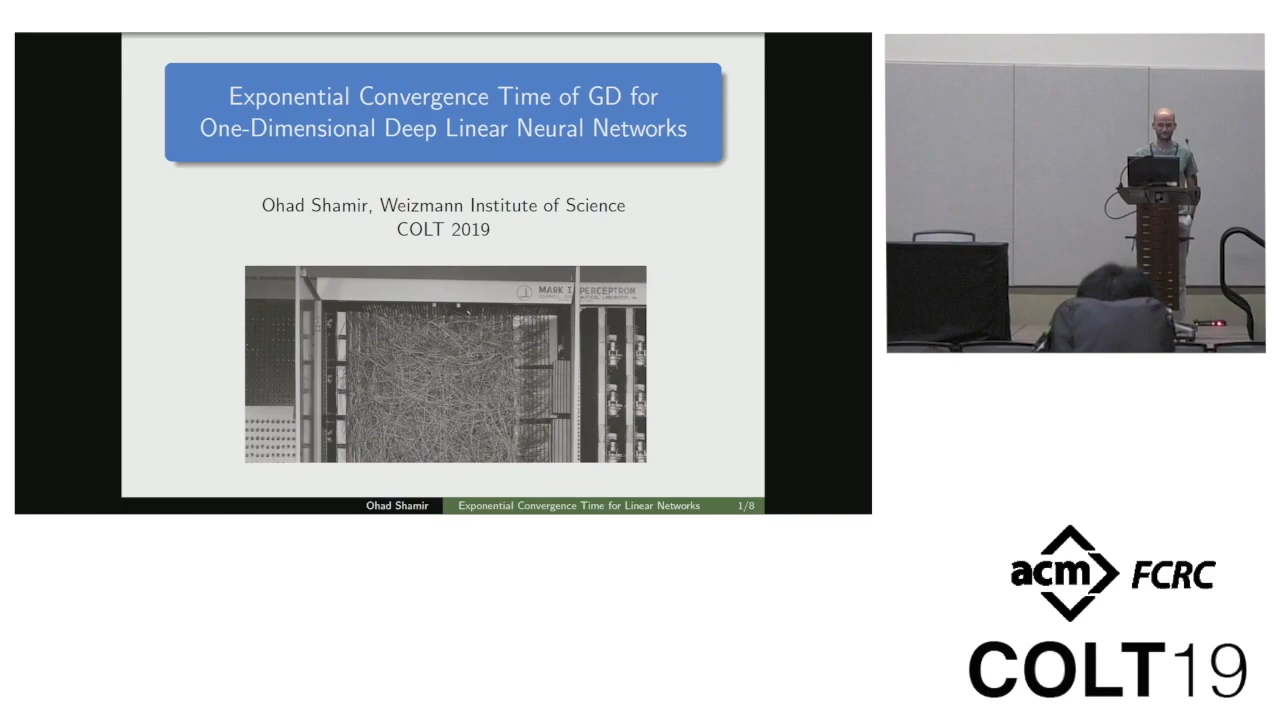 Exponential Convergence Time of GD for
One-Dimensional Deep Linear Neural Networks
Ohad Shamir, Weizmann Institute of Science
COLT 2019
MARK I PERCEPTRON
Ohad Shamir
Exponential Convergence Time for Linear Networks
1/8
acm FCRC
COLT19